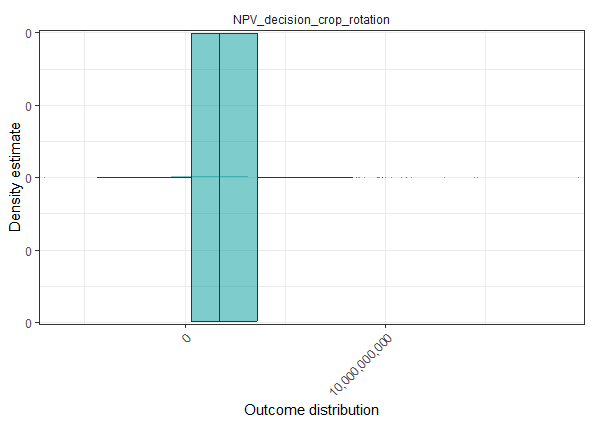 NPV_decision_crop_rotation
0
0
0
0
0
Density estimate
0
10,000,000,000
Outcome distribution